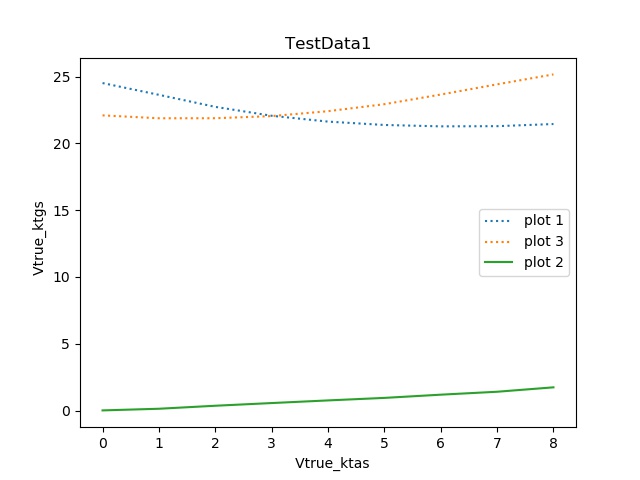 TestData1
25
20
15
10
5
0
Vtrue_ktgs
plot 1
plot 3
plot 2
0 1 2 3 4 5 6 7 8
Vtrue_ktas